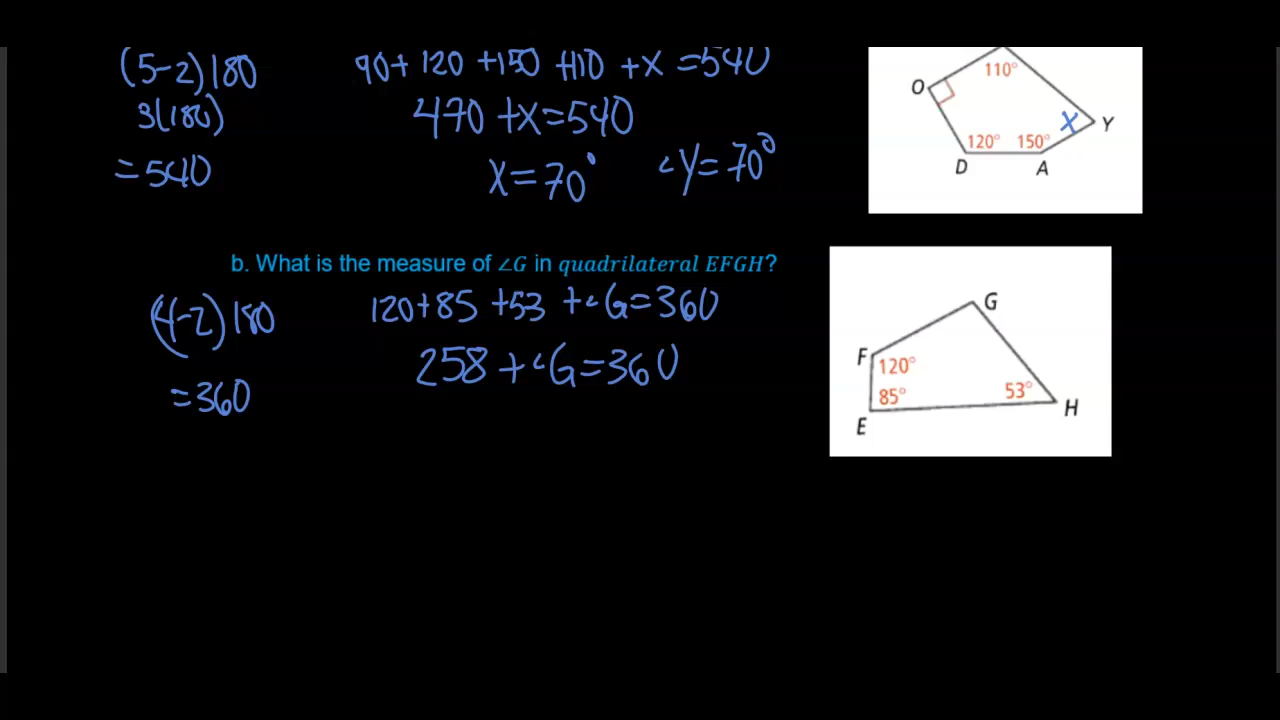 (5-2)180
3(180)
=540
90+ 120 +150 +110 +x =540
470 +x=540
x=70°
∠Y=70°
O
110°
x
Y
120°
150°
D
A
b. What is the measure of ∠G in quadrilateral EFGH?
(4-2)180
=360
120+85 +53 +∠G=360
258 +∠G=360
G
F
120°
85°
53°
H
E